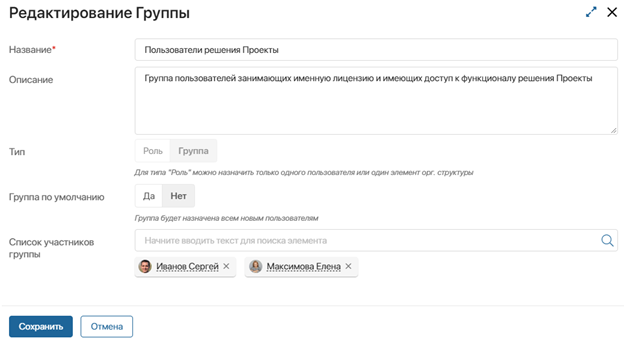 Редактирование Группы
Название*
Пользователи решения Проекты
Описание
Группа пользователей занимающих именную лицензию и имеющих доступ к функционалу решения Проекты
Тип
Роль Группа
Для типа "Роль" можно назначить только одного пользователя или один элемент орг. структуры
Группа по умолчанию
Да Нет
Группа будет назначена всем новым пользователям
Список участников
группы
Начните вводить текст для поиска элемента
Иванов Сергей Максимова Елена
Сохранить Отмена